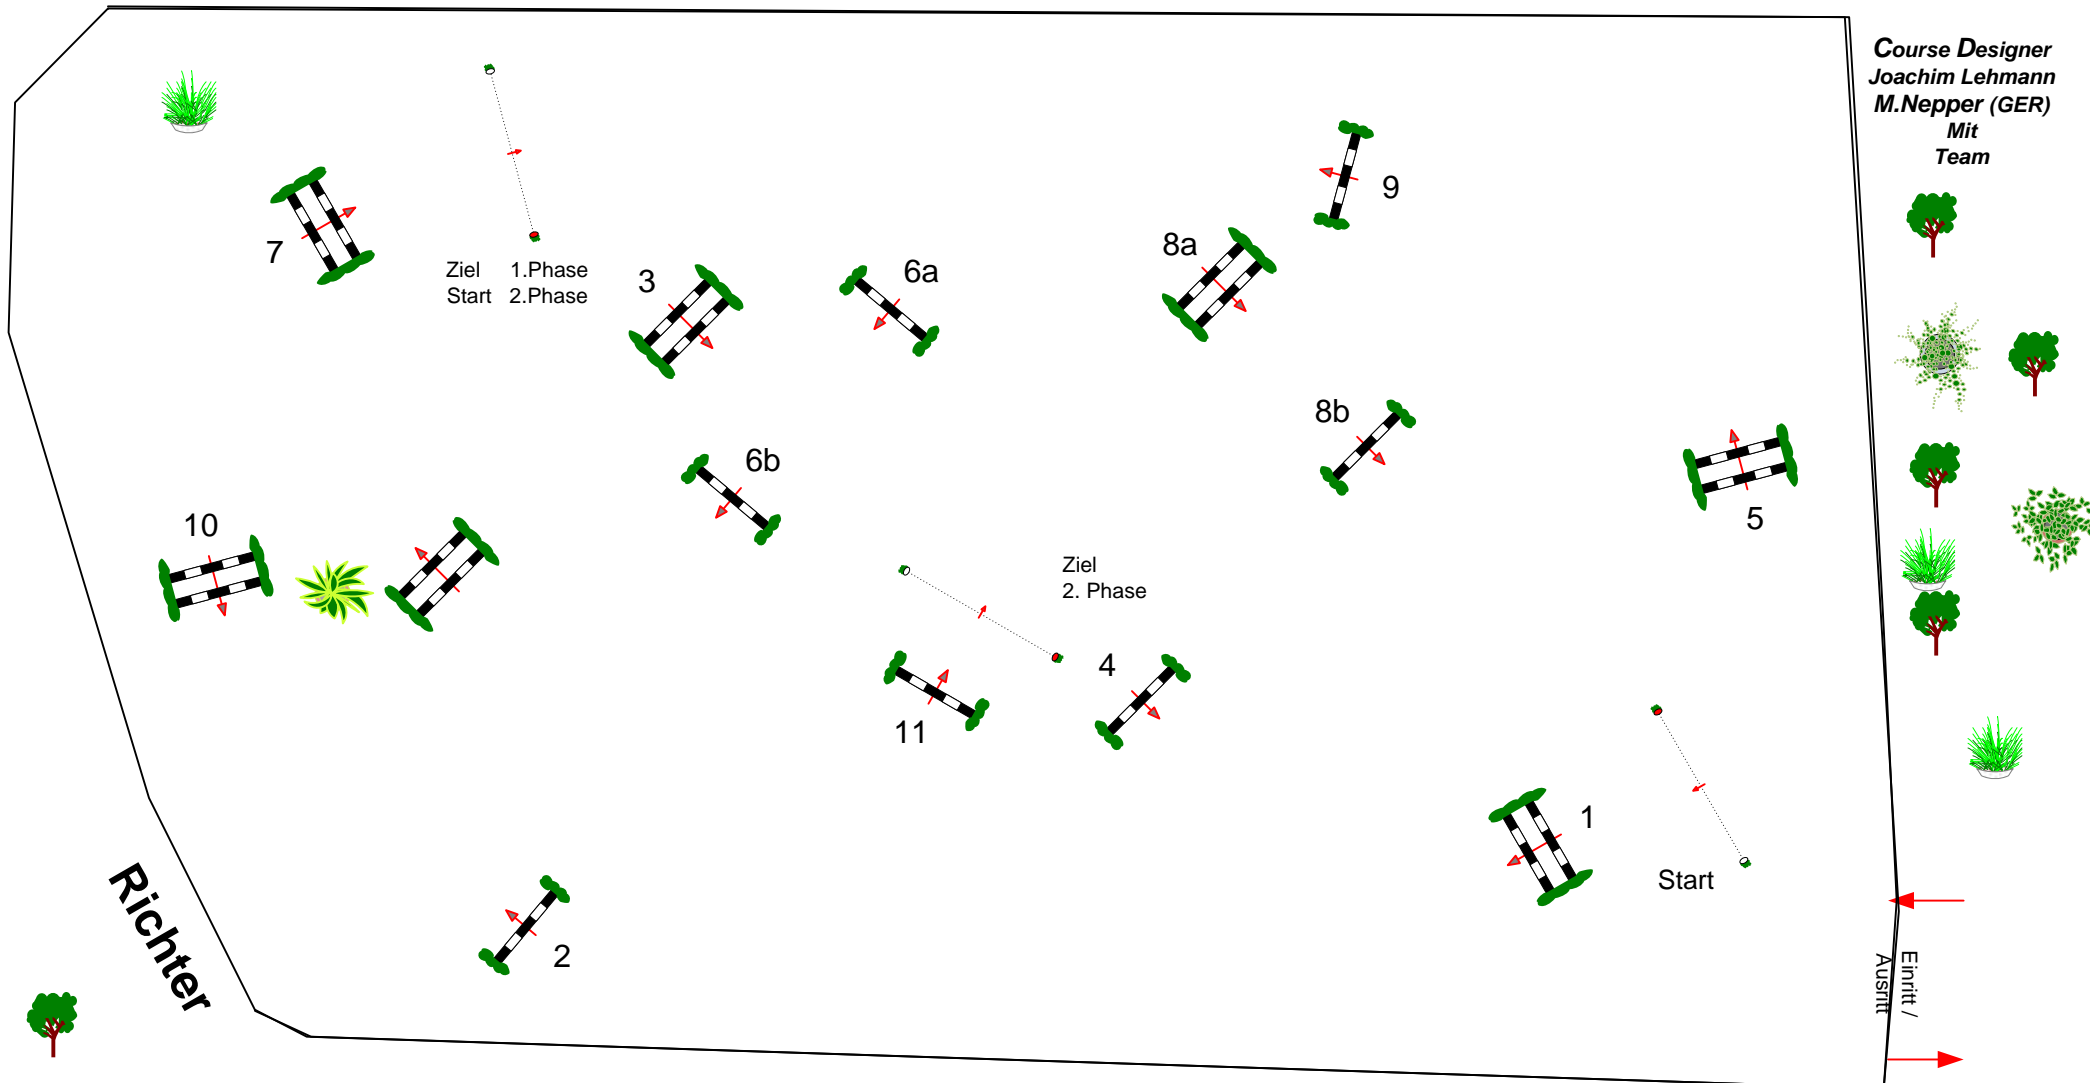 Course Designer
Joachim Lehmann
M.Nepper (GER)
Mit
Team
9
8a
7
Ziel 1.Phase
Start 2.Phase
3
6a
8b
6b
5
10
Ziel
2. Phase
4
11
1
Start
2
Richter
Einritt /
Ausritt